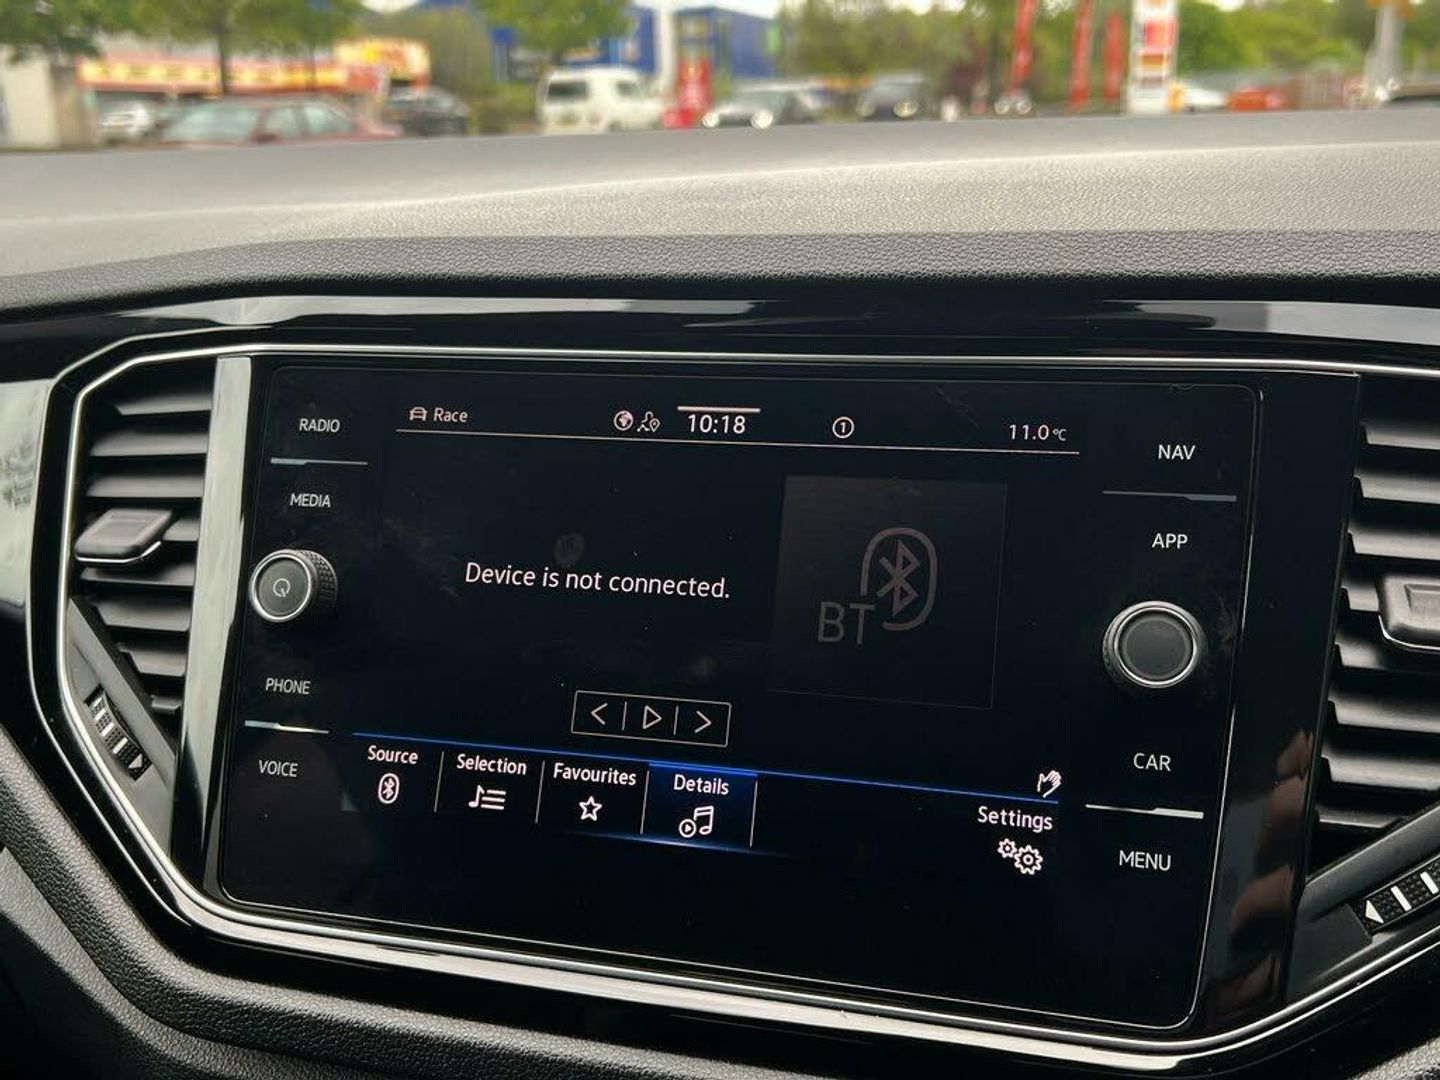 RADIO
MEDIA
PHONE
VOICE
Race
10:18
1
11.0 °C
Device is not connected.
BT
Source
Selection
Favourites
Details
Settings
NAV
APP
CAR
MENU